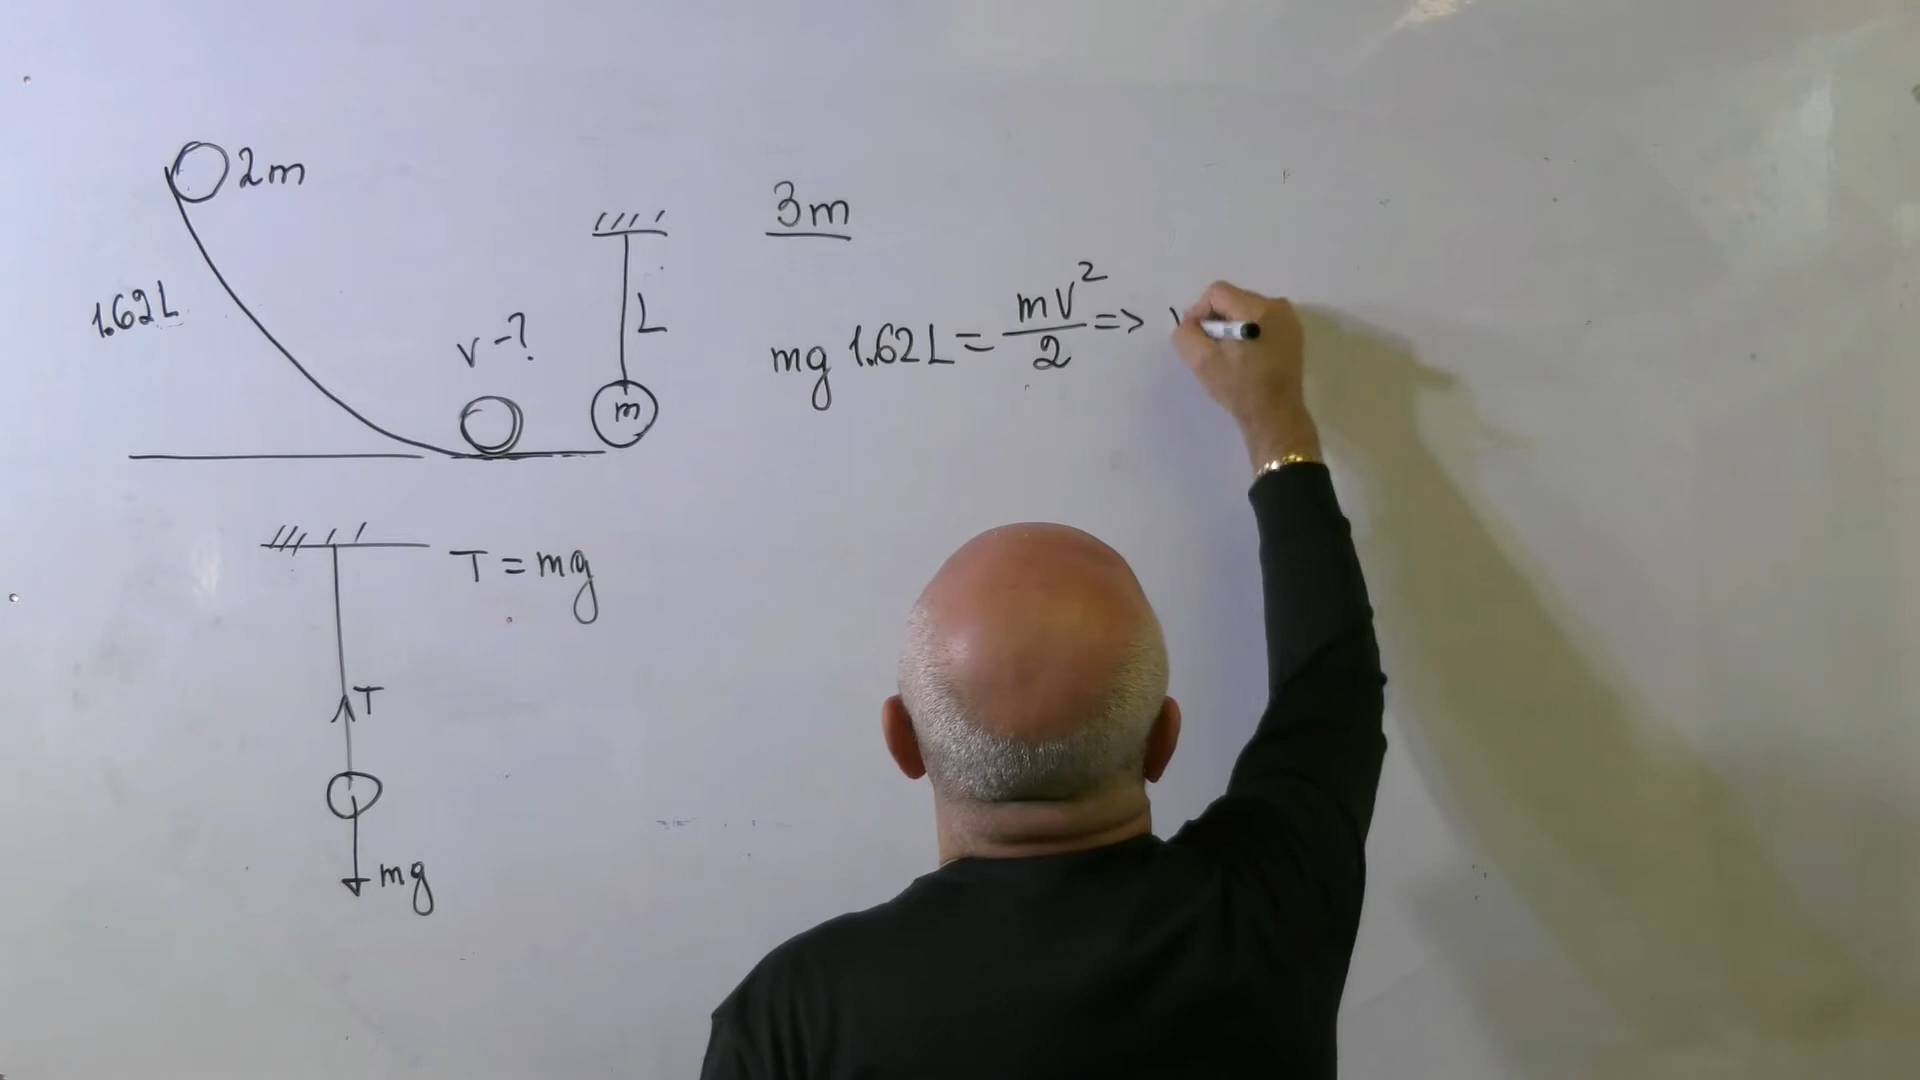 2m
1.62L
v-?
L
m
3m
mg 1.62L = mv²/2 => v
T = mg
T
mg